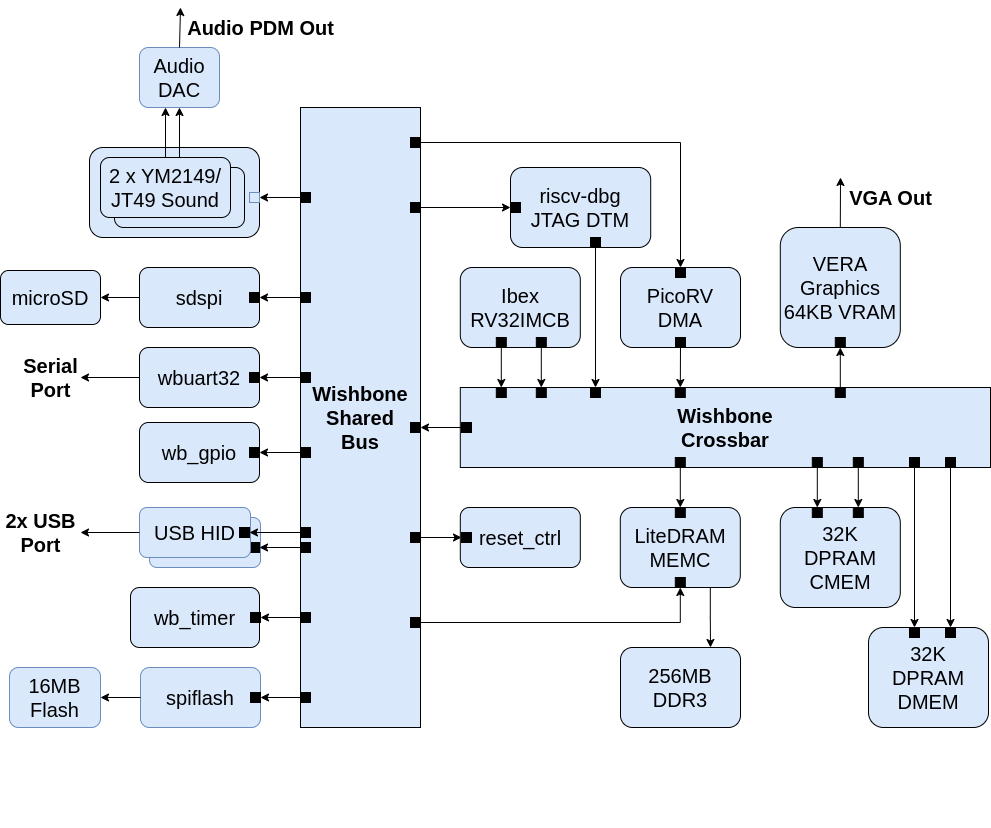 Audio PDM Out
Audio
DAC
2 x YM2149/
JT49 Sound
riscv-dbg
JTAG DTM
VGA Out
microSD
sdspi
Ibex
RV32IMCB
PicoRV
DMA
VERA
Graphics
64KB VRAM
Serial
Port
wbuart32
Wishbone
Shared
Bus
Wishbone
Crossbar
wb_gpio
2x USB
Port
USB HID
reset_ctrl
LiteDRAM
MEMC
32K
DPRAM
CMEM
wb_timer
16MB
Flash
spiflash
256MB
DDR3
32K
DPRAM
DMEM